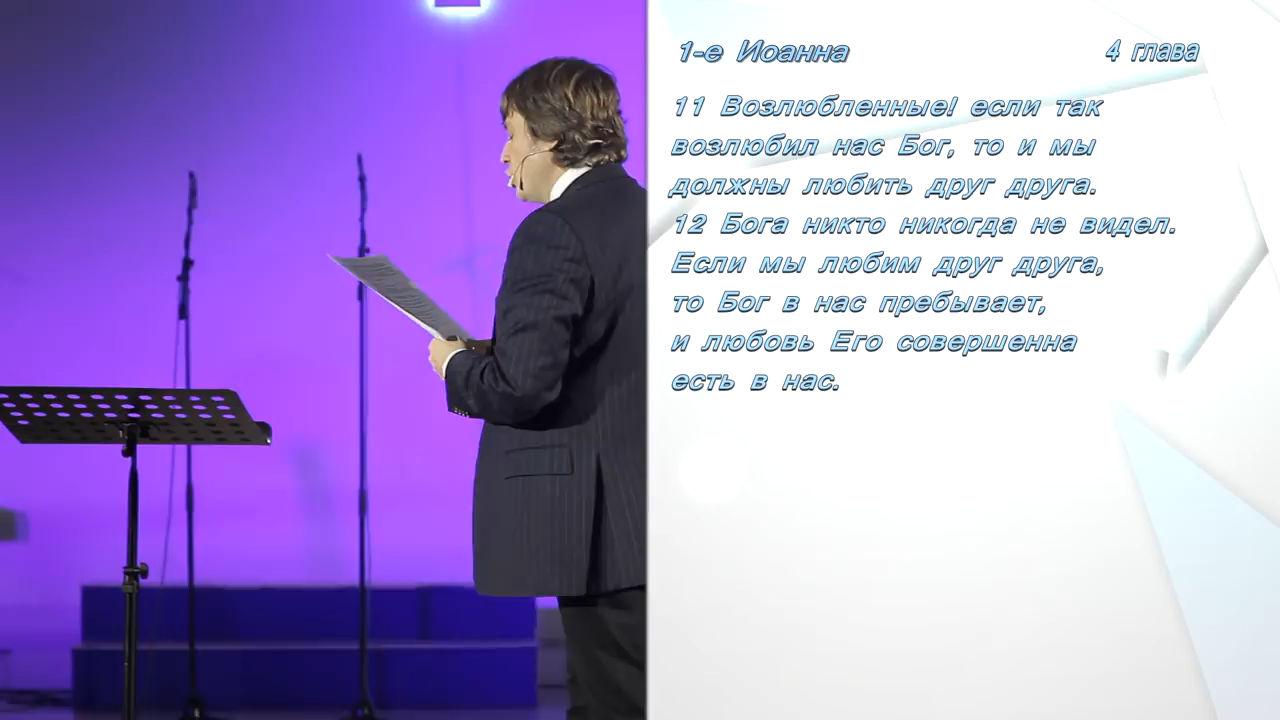 1-е Иоанна 4 глава
11 Возлюбленные! если так
возлюбил нас Бог, то и мы
должны любить друг друга.
12 Бога никто никогда не видел.
Если мы любим друг друга,
то Бог в нас пребывает,
и любовь Его совершенна
есть в нас.